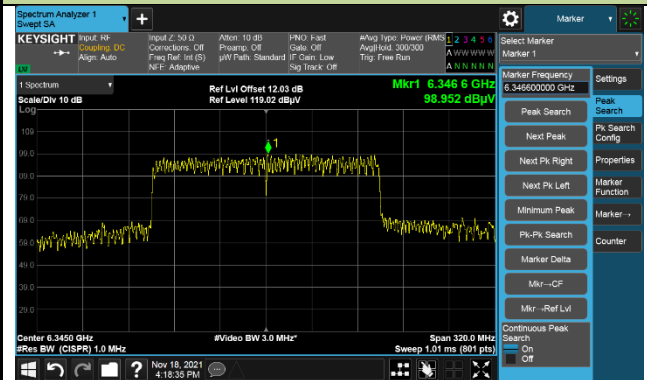 Spectrum Analyzer 1
Swept SA
Marker
KEYSIGHT
Input: RF
Coupling: DC
Align: Auto
Input Z: 50 Ω
Corrections: Off
Freq Ref: Int (S)
NFE: Adaptive
Atten: 10 dB
Preamp: Off
µW Path: Standard
PNO: Fast
Gate: Off
IF Gain: Low
Sig Track: Off
#Avg Type: Power (RMS
Avg|Hold: 300/300
Trig: Free Run
1 2 3 4 5 6
A W W W W W
A N N N N N
LXI
Select Marker
Marker 1
1 Spectrum
Scale/Div 10 dB
Log
Ref Lvl Offset 12.03 dB
Ref Level 119.02 dBµV
Mkr1 6.346 6 GHz
98.952 dBµV
Marker Frequency
6.346600000 GHz
Peak Search
Next Peak
Next Pk Right
Next Pk Left
Minimum Peak
Pk-Pk Search
Marker Delta
Mkr→CF
Mkr→Ref Lvl
Continuous Peak
Search
On
Off
Settings
Peak
Search
Pk Search
Config
Properties
Marker
Function
Marker→
Counter
109
99.0
89.0
79.0
69.0
59.0
49.0
39.0
29.0
1
Center 6.3450 GHz
#Res BW (CISPR) 1.0 MHz
#Video BW 3.0 MHz*
Span 320.0 MHz
Sweep 1.01 ms (801 pts)
?
Nov 18, 2021
4:18:35 PM